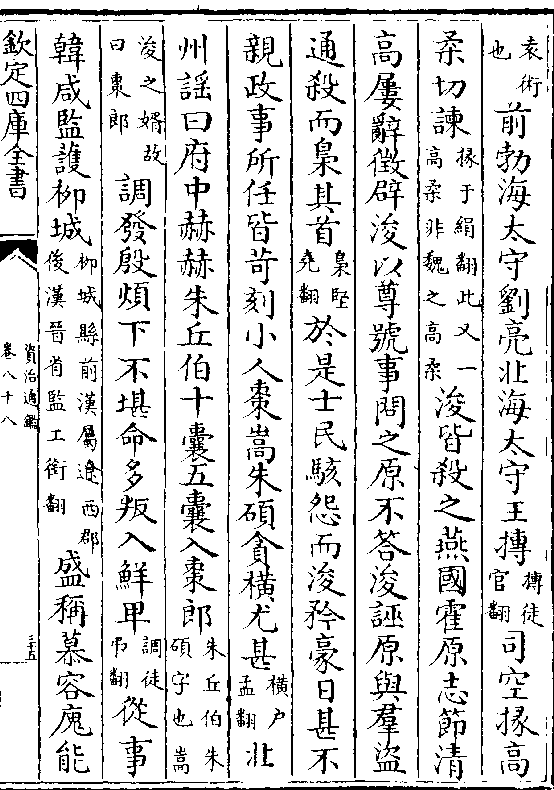 袁術也前勃海太守劉亮北海太守王摶摶徒官翻司空掾高
柔切諫掾于絹翻此又一高柔非魏之高柔浚皆殺之燕國霍原志節清
高屢辭徵辟浚以尊號事問之原不答浚誣原與羣盜
通殺而梟其首梟堅堯翻於是士民駭怨而浚矜豪日甚不
親政事所任皆苛刻小人棗嵩朱碩貪橫尤甚橫户孟翻北
州謡曰府中赫赫朱丘伯十囊五囊入棗郎朱丘伯朱碩字也嵩
浚之婿故曰棗郎調發殷煩下不堪命多叛入鮮卑調徒弔翻從事
韓咸監護柳城柳城縣前漢屬遼西郡後漢晉省監工銜翻盛稱慕容廆能
欽定四庫全書
資治通鑑
卷八十八
三五